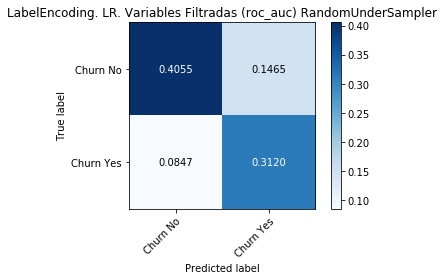 LabelEncoding. LR. Variables Filtradas (roc_auc) RandomUnderSampler
True label
Churn No
Churn Yes
0.4055
0.1465
0.0847
0.3120
Churn No
Churn Yes
Predicted label
0.40
0.35
0.30
0.25
0.20
0.15
0.10